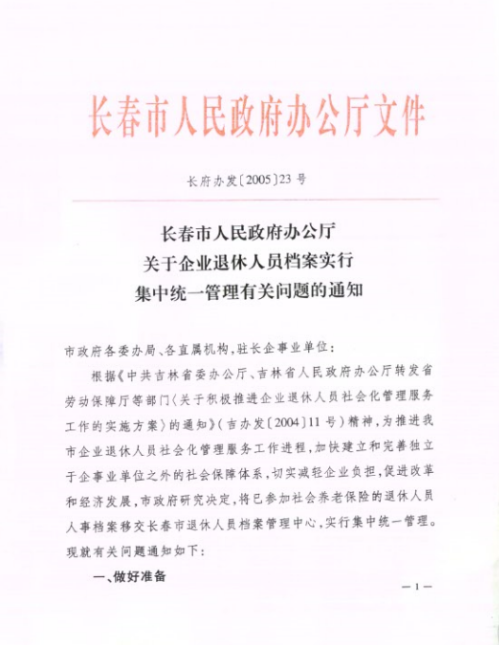 长春市人民政府办公厅文件
长府办发〔2005〕23号
长春市人民政府办公厅
关于企业退休人员档案实行
集中统一管理有关问题的通知
市政府各委办局、各直属机构,驻长企事业单位:
根据《中共吉林省委办公厅、吉林省人民政府办公厅转发省
劳动保障厅等部门〈关于积极推进企业退休人员社会化管理服务
工作的实施方案〉的通知》(吉办发〔2004〕11号)精神,为推进我
市企业退休人员社会化管理服务工作进程,加快建立和完善独立
于企事业单位之外的社会保障体系,切实减轻企业负担,促进改革
和经济发展,市政府研究决定,将已参加社会养老保险的退休人员
人事档案移交长春市退休人员档案管理中心,实行集中统一管理。
现就有关问题通知如下:
一、做好准备
— 1 —